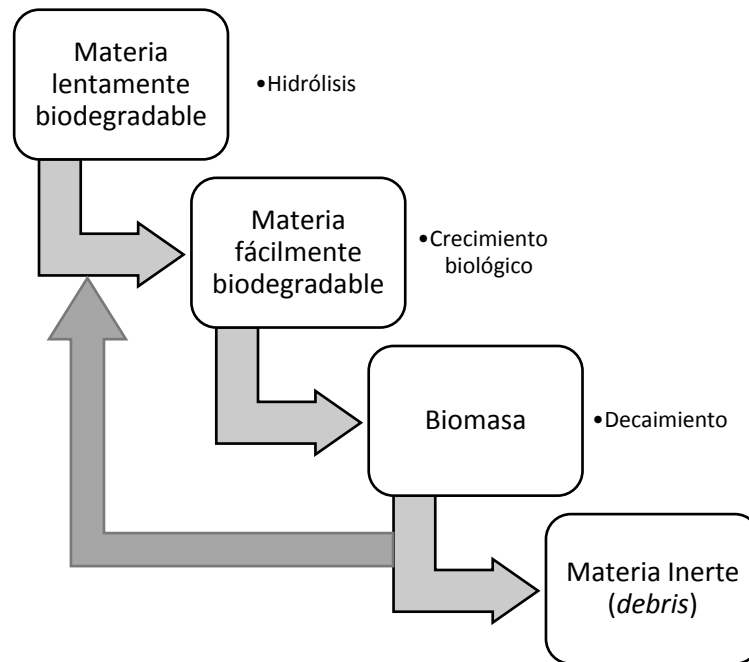 Materia
lentamente
biodegradable
•Hidrólisis
Materia
fácilmente
biodegradable
•Crecimiento
biológico
Biomasa
•Decaimiento
Materia Inerte
(debris)